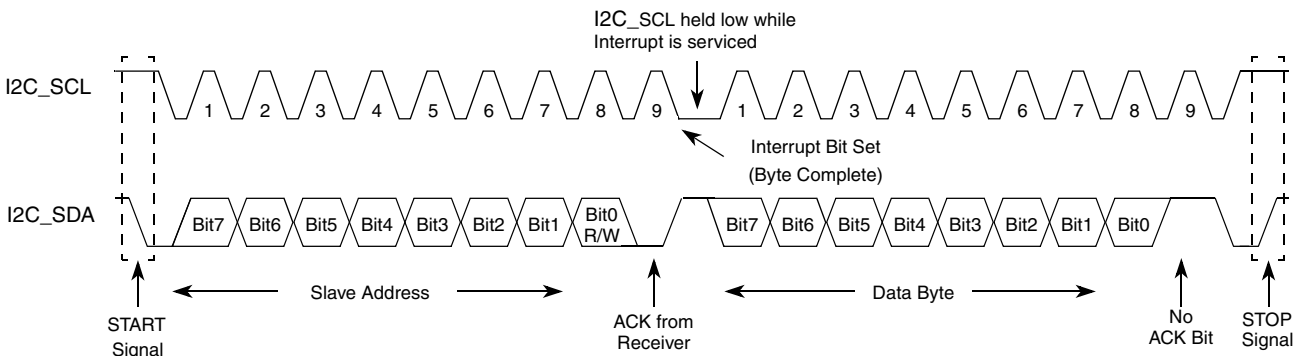 I2C_SCL held low while
Interrupt is serviced
I2C_SCL
1 2 3 4 5 6 7 8 9 1 2 3 4 5 6 7 8 9
Interrupt Bit Set
(Byte Complete)
I2C_SDA
Bit7 Bit6 Bit5 Bit4 Bit3 Bit2 Bit1 Bit0 R/W Bit7 Bit6 Bit5 Bit4 Bit3 Bit2 Bit1 Bit0
Slave Address
Data Byte
START
Signal
ACK from
Receiver
No
ACK Bit
STOP
Signal